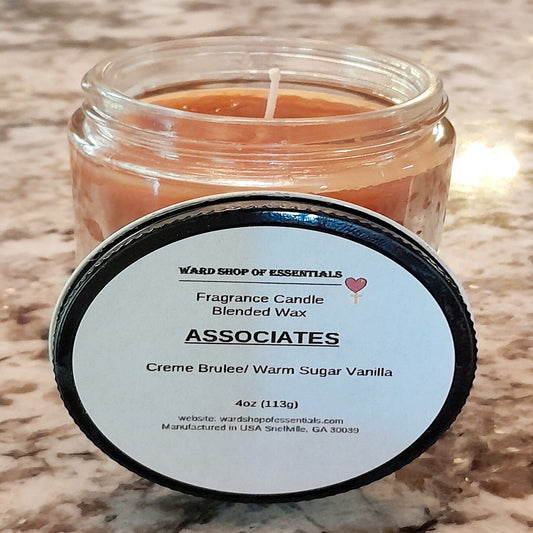 WARD SHOP OF ESSENTIALS
Fragrance Candle
Blended Wax
ASSOCIATES
Creme Brulee/ Warm Sugar Vanilla
4oz (113g)
website: wardshopofessentials.com
Manufactured in USA Snellville, GA 30039